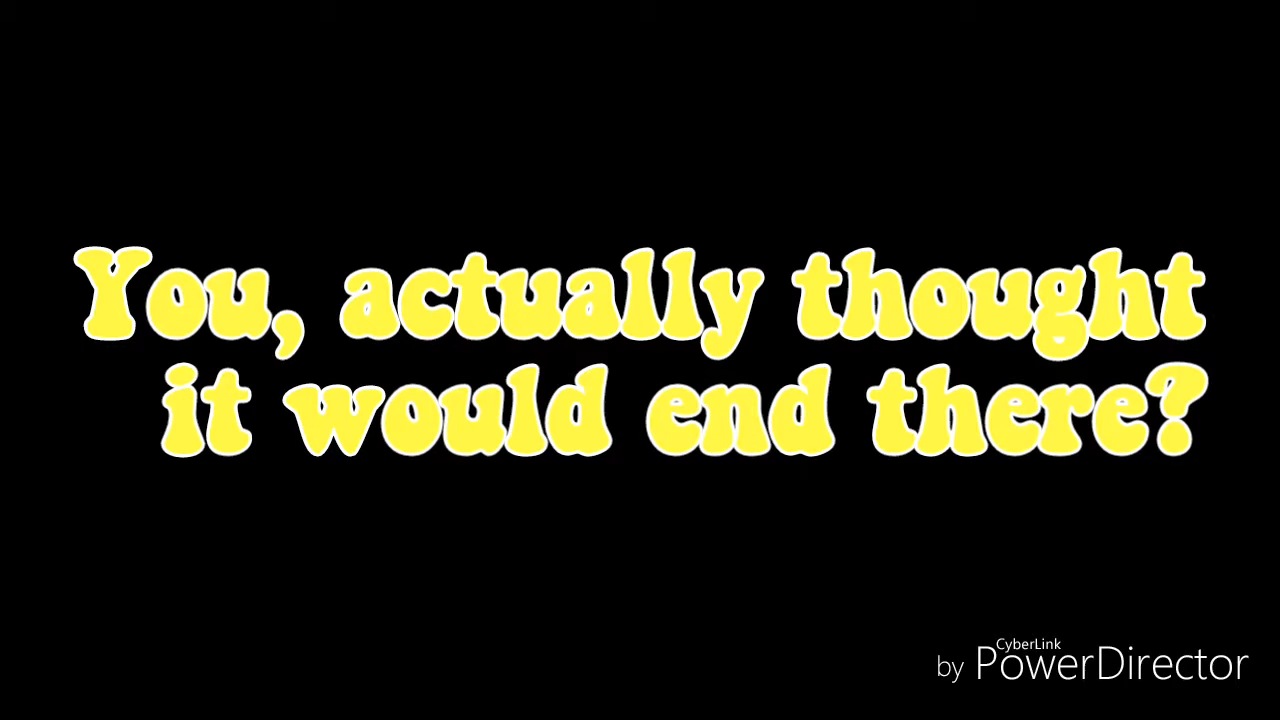 You, actually thought
it would end there?
CyberLink
by PowerDirector